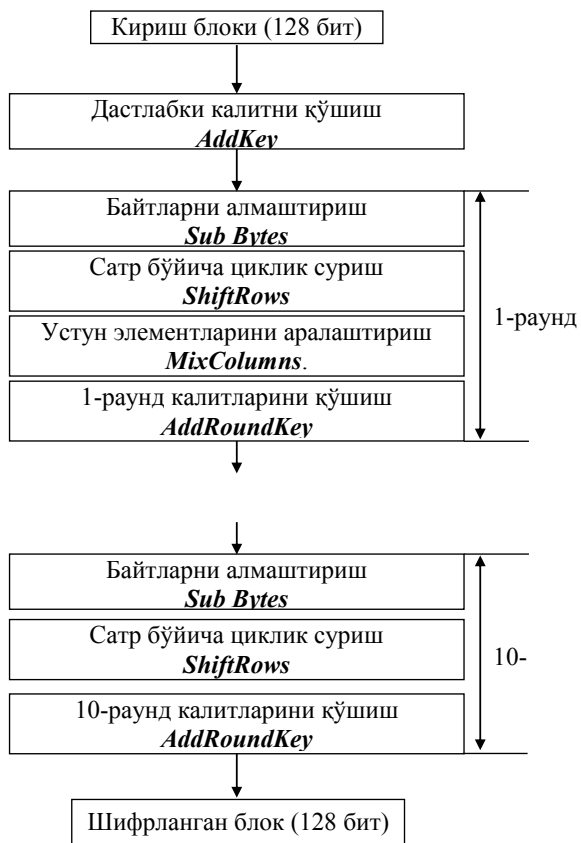 Кириш блоки (128 бит)
Дастлабки калитни қўшиш
AddKey
Байтларни алмаштириш
Sub Bytes
Сатр бўйича циклик суриш
ShiftRows
1-раунд
Устун элементларини аралаштириш
MixColumns.
1-раунд калитларини қўшиш
AddRoundKey
Байтларни алмаштириш
Sub Bytes
Сатр бўйича циклик суриш
ShiftRows
10-
10-раунд калитларини қўшиш
AddRoundKey
Шифрланган блок (128 бит)